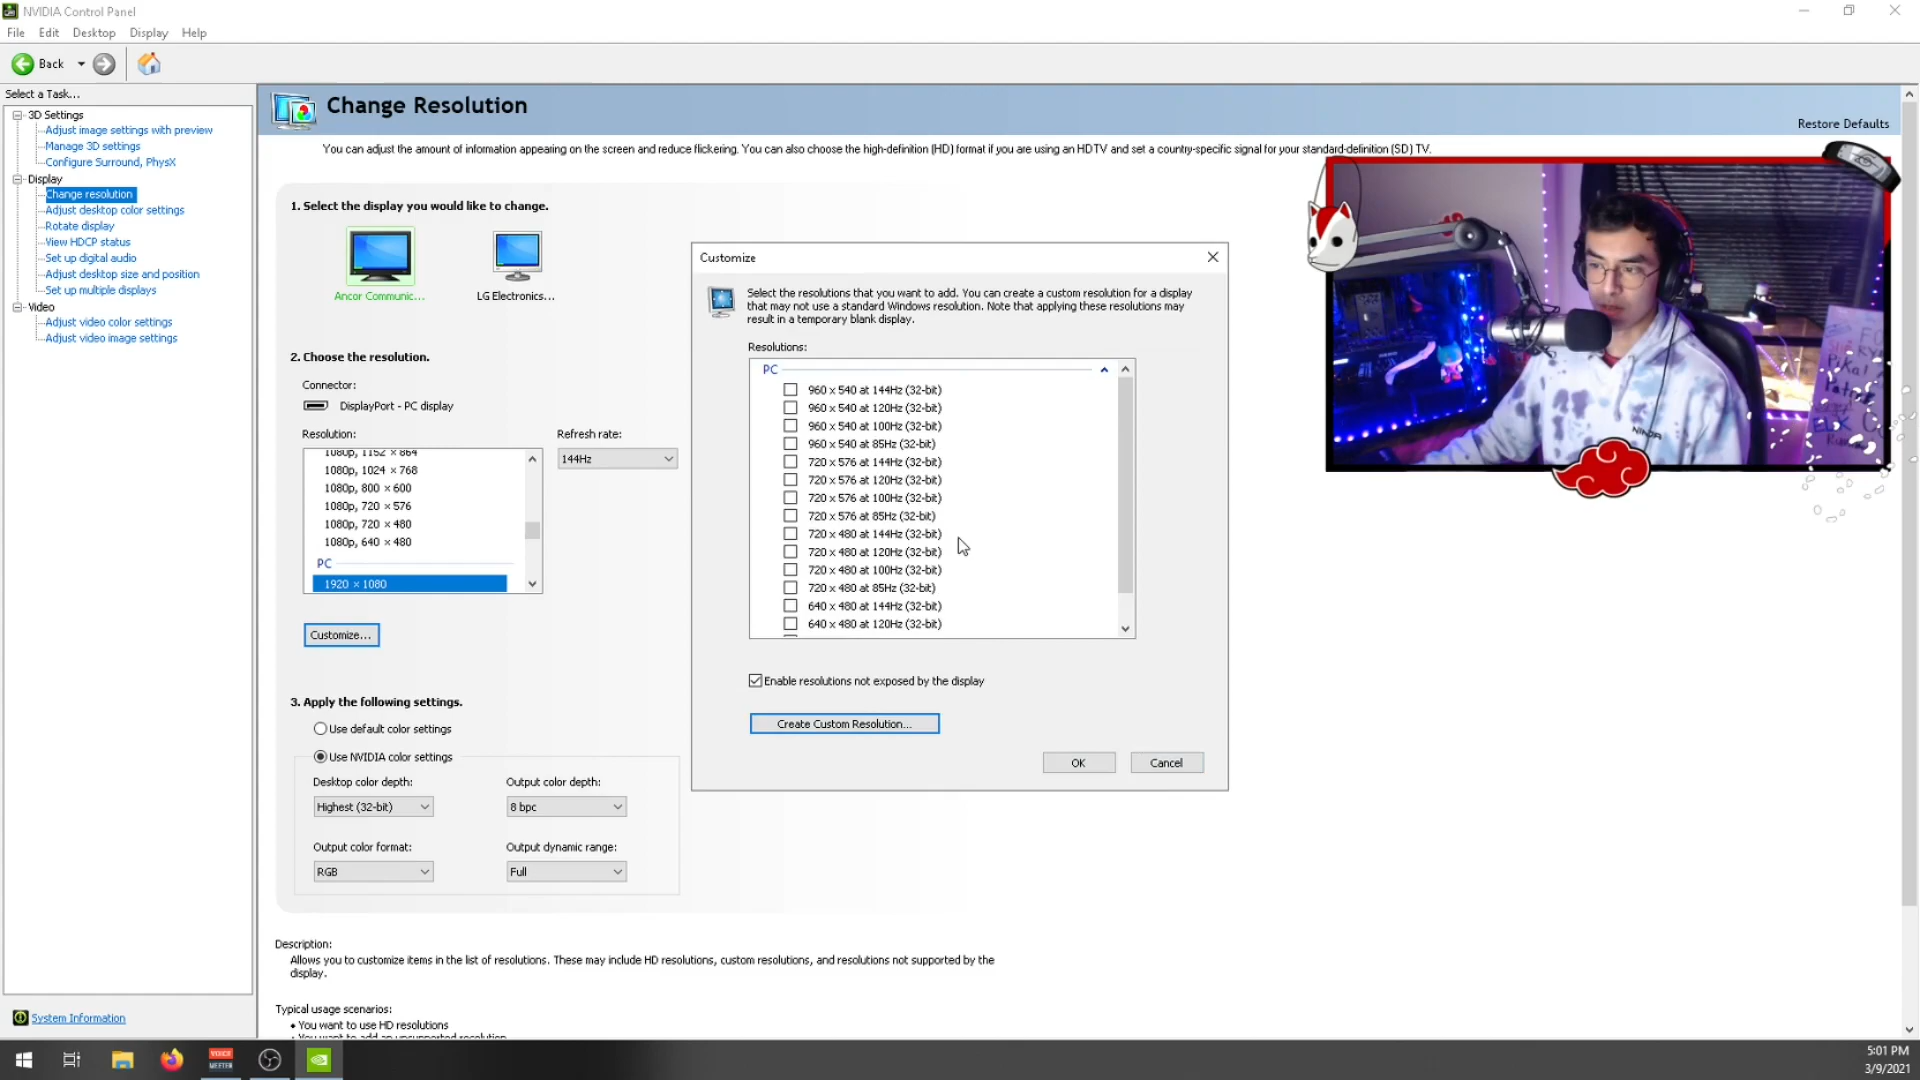 NVIDIA Control Panel
File Edit Desktop Display Help
Back
Select a Task...
3D Settings
Adjust image settings with preview
Manage 3D settings
Configure Surround, PhysX
Display
Change resolution
Adjust desktop color settings
Rotate display
View HDCP status
Set up digital audio
Adjust desktop size and position
Set up multiple displays
Video
Adjust video color settings
Adjust video image settings
System Information
Change Resolution
Restore Defaults
You can adjust the amount of information appearing on the screen and reduce flickering. You can also choose the high-definition (HD) format if you are using an HDTV and set a country-specific signal for your standard-definition (SD) TV.
1. Select the display you would like to change.
Ancor Communic...
LG Electronics...
2. Choose the resolution.
Connector:
DisplayPort - PC display
Resolution:
Refresh rate:
1080p, 1152 × 864
144Hz
1080p, 1024 × 768
1080p, 800 × 600
1080p, 720 × 576
1080p, 720 × 480
1080p, 640 × 480
PC
1920 × 1080
Customize...
3. Apply the following settings.
Use default color settings
Use NVIDIA color settings
Desktop color depth:
Output color depth:
Highest (32-bit)
8 bpc
Output color format:
Output dynamic range:
RGB
Full
Description:
Allows you to customize items in the list of resolutions. These may include HD resolutions, custom resolutions, and resolutions not supported by the
display.
Typical usage scenarios:
• You want to use HD resolutions
• You want to add an unsupported resolution
Customize
Select the resolutions that you want to add. You can create a custom resolution for a display
that may not use a standard Windows resolution. Note that applying these resolutions may
result in a temporary blank display.
Resolutions:
PC
960 x 540 at 144Hz (32-bit)
960 x 540 at 120Hz (32-bit)
960 x 540 at 100Hz (32-bit)
960 x 540 at 85Hz (32-bit)
720 x 576 at 144Hz (32-bit)
720 x 576 at 120Hz (32-bit)
720 x 576 at 100Hz (32-bit)
720 x 576 at 85Hz (32-bit)
720 x 480 at 144Hz (32-bit)
720 x 480 at 120Hz (32-bit)
720 x 480 at 100Hz (32-bit)
720 x 480 at 85Hz (32-bit)
640 x 480 at 144Hz (32-bit)
640 x 480 at 120Hz (32-bit)
Enable resolutions not exposed by the display
Create Custom Resolution...
OK
Cancel
NINJA
VOICE
MEETER
5:01 PM
3/9/2021